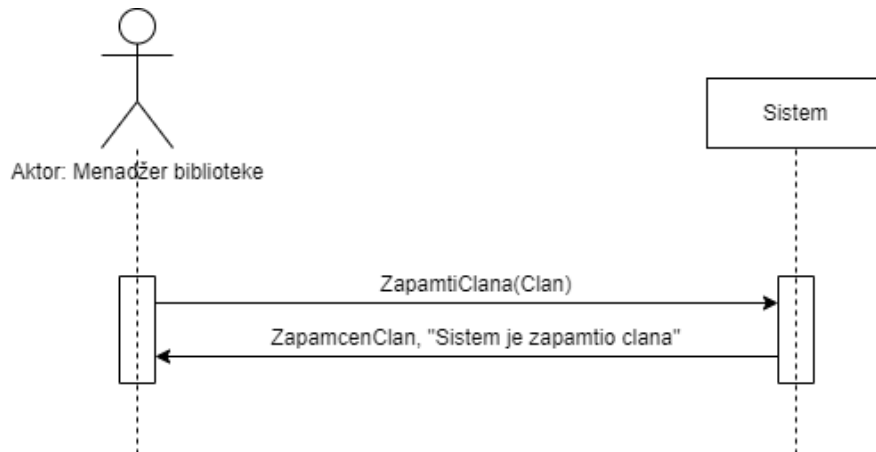 Sistem
Aktor: Menadžer biblioteke
ZapamtiClana(Clan)
ZapamcenClan, "Sistem je zapamtio clana"